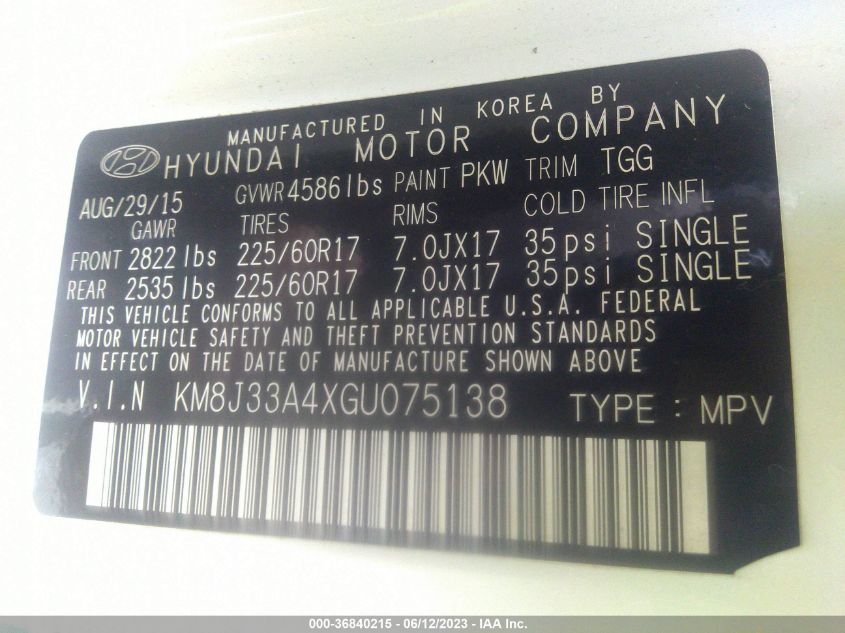 MANUFACTURED IN KOREA BY
HYUNDAI MOTOR COMPANY
AUG/29/15 GVWR 4586 lbs PAINT PKW TRIM TGG
GAWR TIRES RIMS COLD TIRE INFL
FRONT 2822 lbs 225/60R17 7.0JX17 35psi SINGLE
REAR 2535 lbs 225/60R17 7.0JX17 35psi SINGLE
THIS VEHICLE CONFORMS TO ALL APPLICABLE U.S.A. FEDERAL
MOTOR VEHICLE SAFETY AND THEFT PREVENTION STANDARDS
IN EFFECT ON THE DATE OF MANUFACTURE SHOWN ABOVE
V.I.N KM8J33A4XGU075138 TYPE : MPV
000-36840215 - 06/12/2023 - IAA Inc.